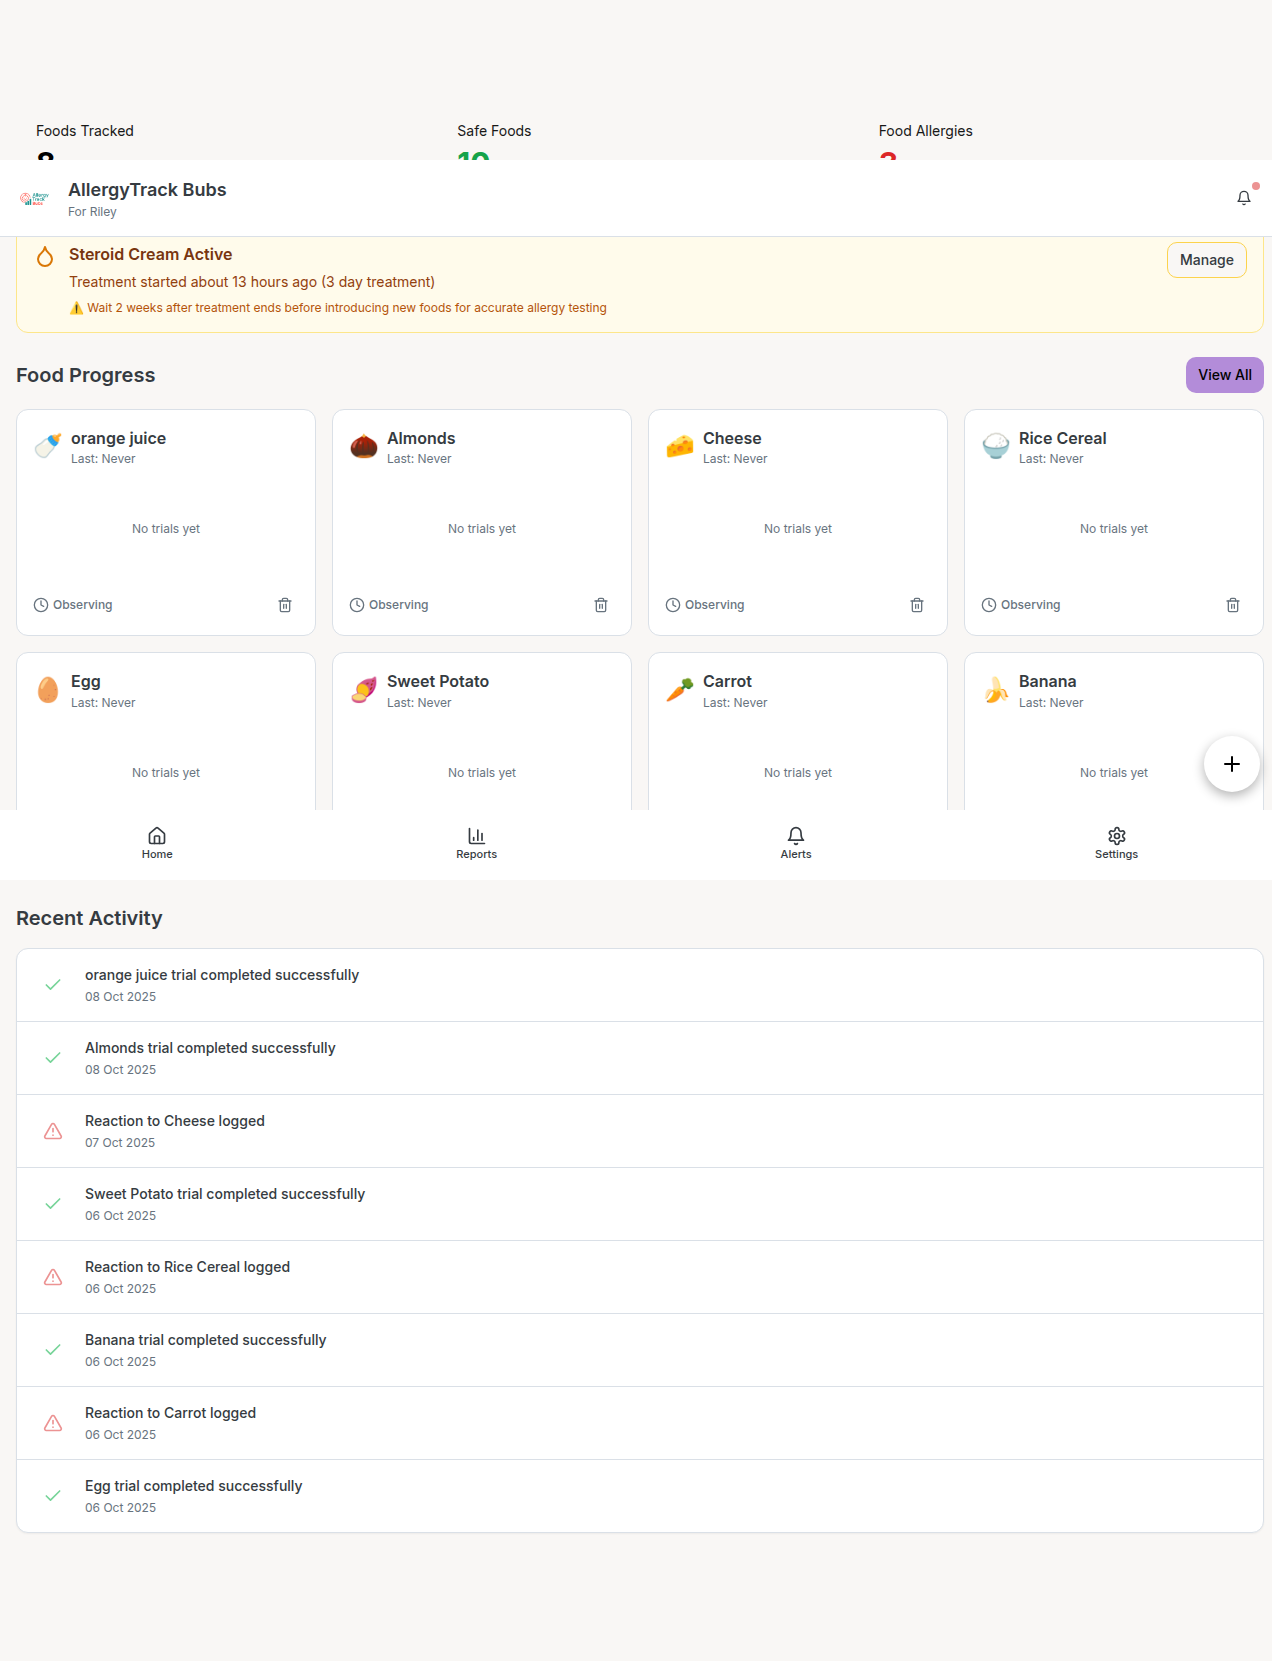 Foods Tracked
Safe Foods
Food Allergies
10
Allergy
Track
Bubs
AllergyTrack Bubs
For Riley
Steroid Cream Active
Manage
Treatment started about 13 hours ago (3 day treatment)
⚠️ Wait 2 weeks after treatment ends before introducing new foods for accurate allergy testing
Food Progress
View All
orange juice
Last: Never
No trials yet
Observing
Almonds
Last: Never
No trials yet
Observing
Cheese
Last: Never
No trials yet
Observing
Rice Cereal
Last: Never
No trials yet
Observing
Egg
Last: Never
No trials yet
Sweet Potato
Last: Never
No trials yet
Carrot
Last: Never
No trials yet
Banana
Last: Never
No trials yet
Home
Reports
Alerts
Settings
Recent Activity
orange juice trial completed successfully
08 Oct 2025
Almonds trial completed successfully
08 Oct 2025
Reaction to Cheese logged
07 Oct 2025
Sweet Potato trial completed successfully
06 Oct 2025
Reaction to Rice Cereal logged
06 Oct 2025
Banana trial completed successfully
06 Oct 2025
Reaction to Carrot logged
06 Oct 2025
Egg trial completed successfully
06 Oct 2025